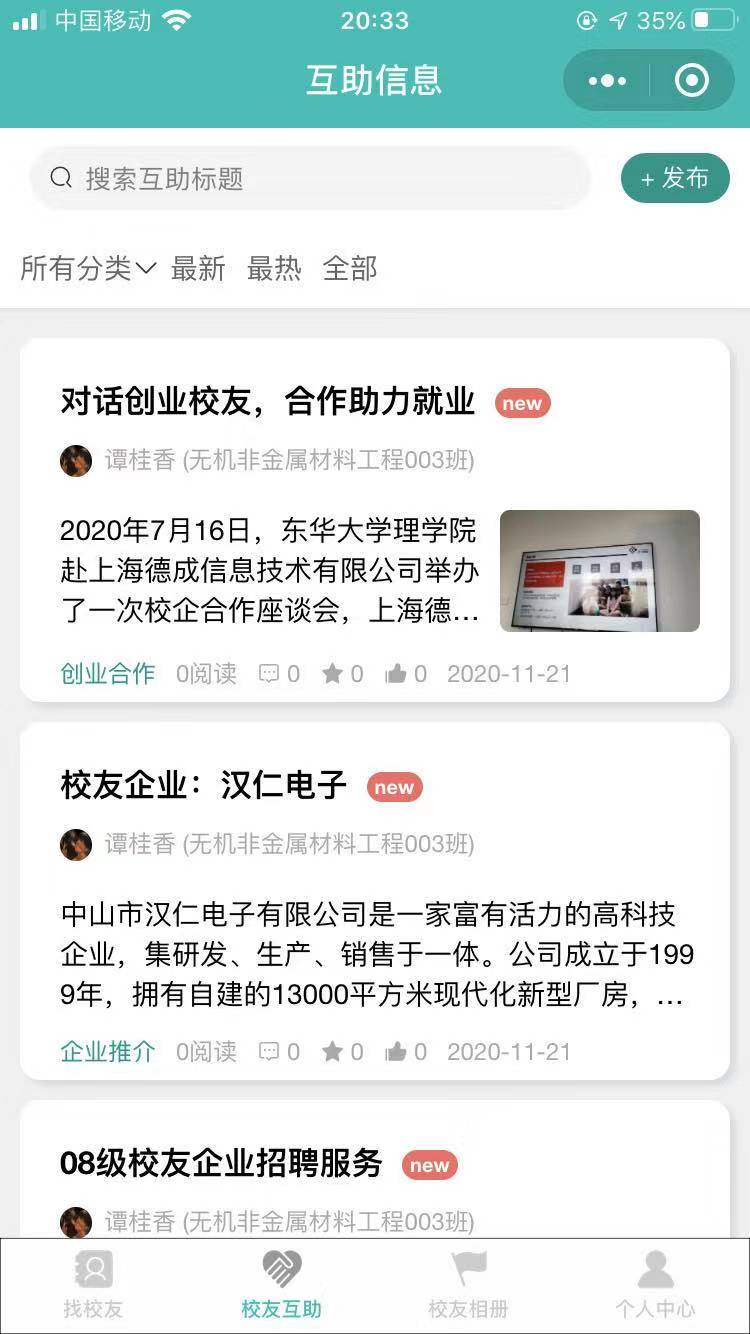 中国移动 20:33 35%
互助信息
搜索互助标题 + 发布
所有分类 最新 最热 全部
对话创业校友，合作助力就业 new
谭桂香 (无机非金属材料工程003班)
2020年7月16日，东华大学理学院
赴上海德成信息技术有限公司举办
了一次校企合作座谈会，上海德...
创业合作 0阅读 0 0 0 2020-11-21
校友企业：汉仁电子 new
谭桂香 (无机非金属材料工程003班)
中山市汉仁电子有限公司是一家富有活力的高科技
企业，集研发、生产、销售于一体。公司成立于199
9年，拥有自建的13000平方米现代化新型厂房，...
企业推介 0阅读 0 0 0 2020-11-21
08级校友企业招聘服务 new
谭桂香 (无机非金属材料工程003班)
找校友 校友互助 校友相册 个人中心